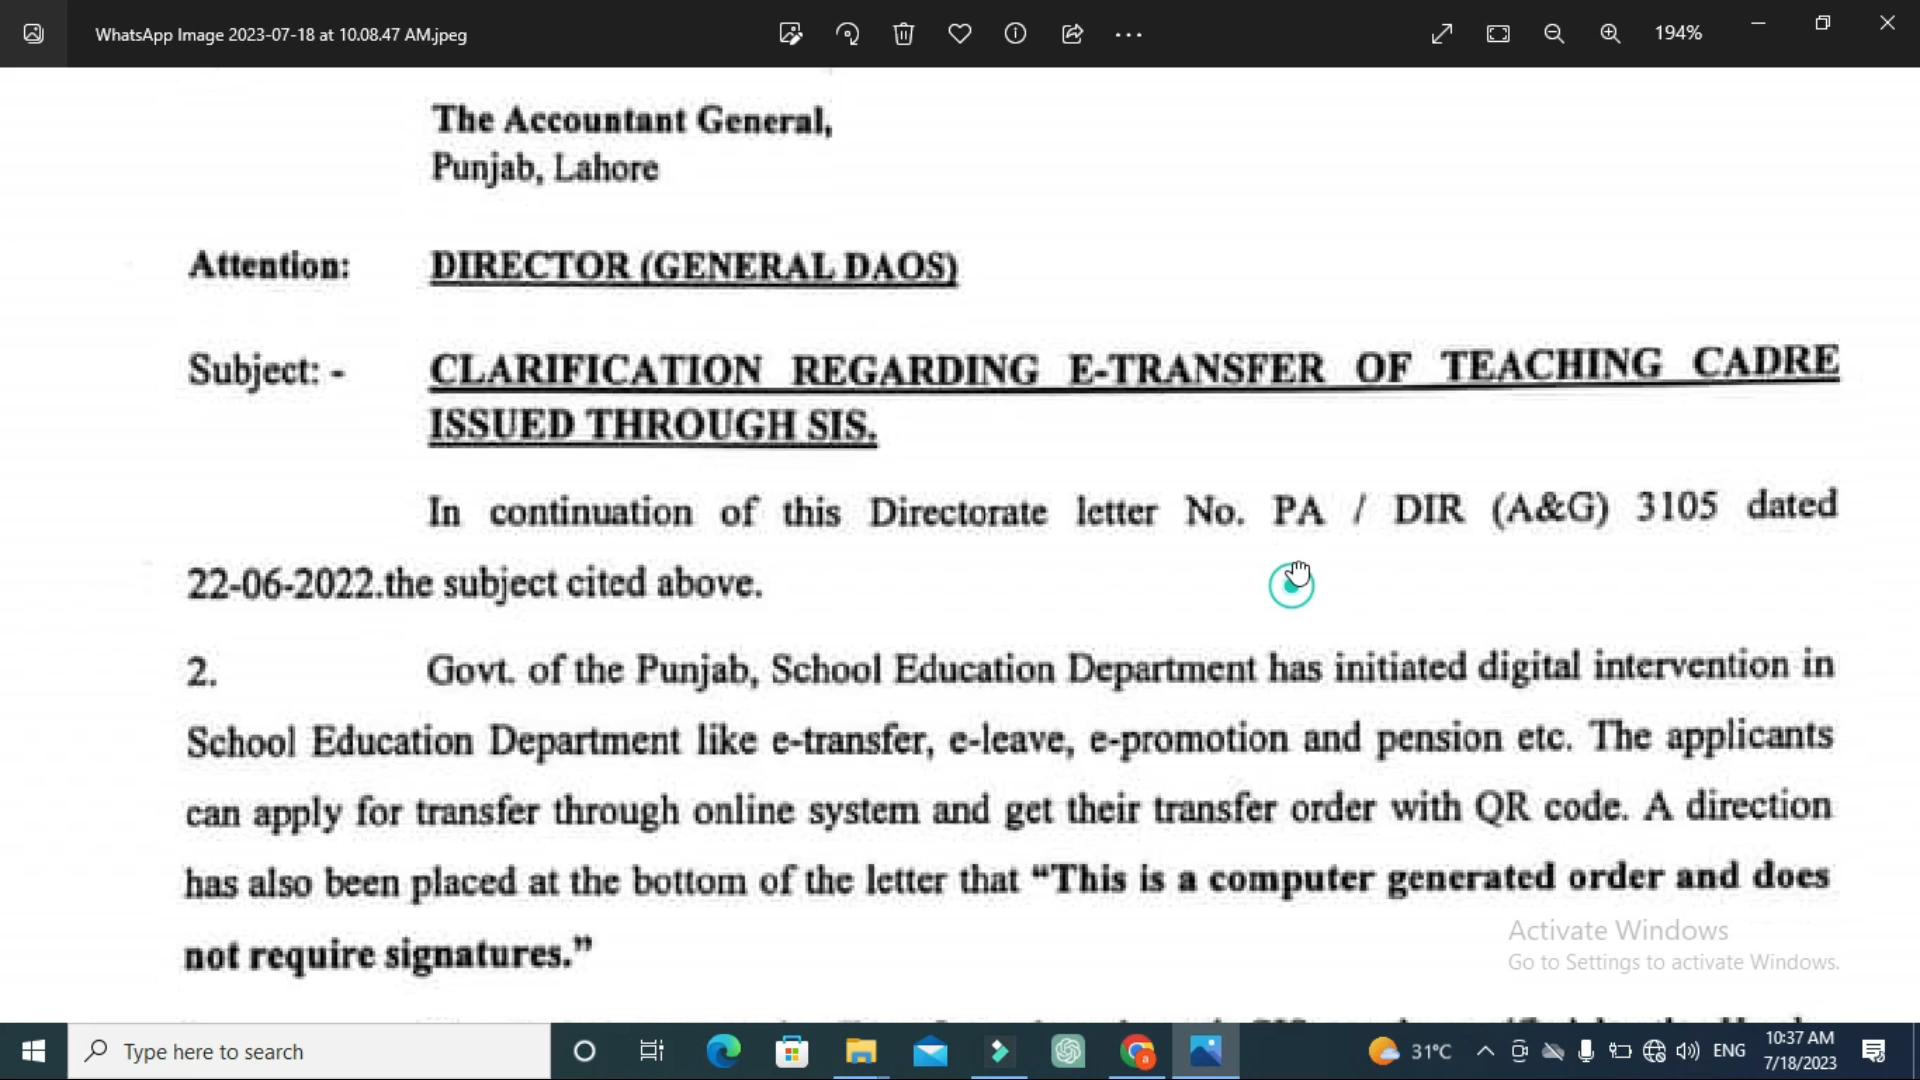 WhatsApp Image 2023-07-18 at 10.08.47 AM.jpeg
194%
The Accountant General,
Punjab, Lahore
Attention: DIRECTOR (GENERAL DAOS)
Subject: - CLARIFICATION REGARDING E-TRANSFER OF TEACHING CADRE
ISSUED THROUGH SIS.
In continuation of this Directorate letter No. PA / DIR (A&G) 3105 dated
22-06-2022.the subject cited above.
2. Govt. of the Punjab, School Education Department has initiated digital intervention in
School Education Department like e-transfer, e-leave, e-promotion and pension etc. The applicants
can apply for transfer through online system and get their transfer order with QR code. A direction
has also been placed at the bottom of the letter that “This is a computer generated order and does
not require signatures.”
Activate Windows
Go to Settings to activate Windows.
Type here to search
31°C
ENG
10:37 AM
7/18/2023